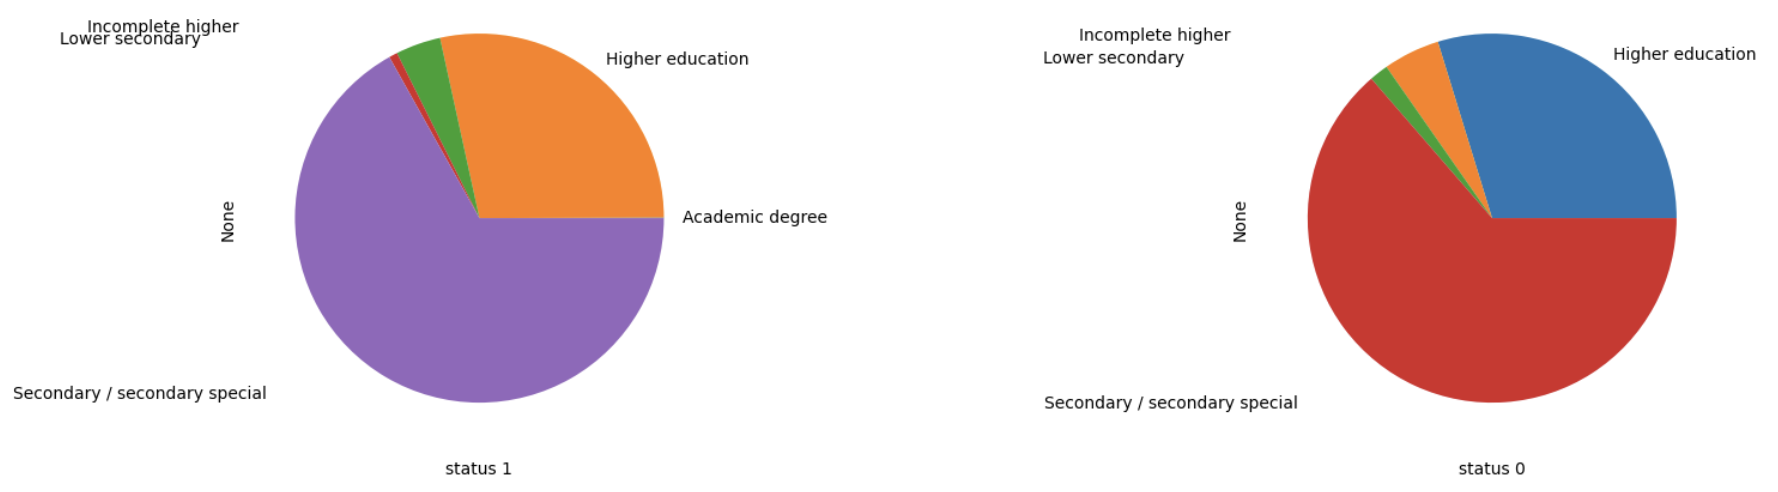 Incomplete higher
Lower secondary
Higher education
None
Academic degree
Secondary / secondary special
status 1
Incomplete higher
Lower secondary
Higher education
None
Secondary / secondary special
status 0